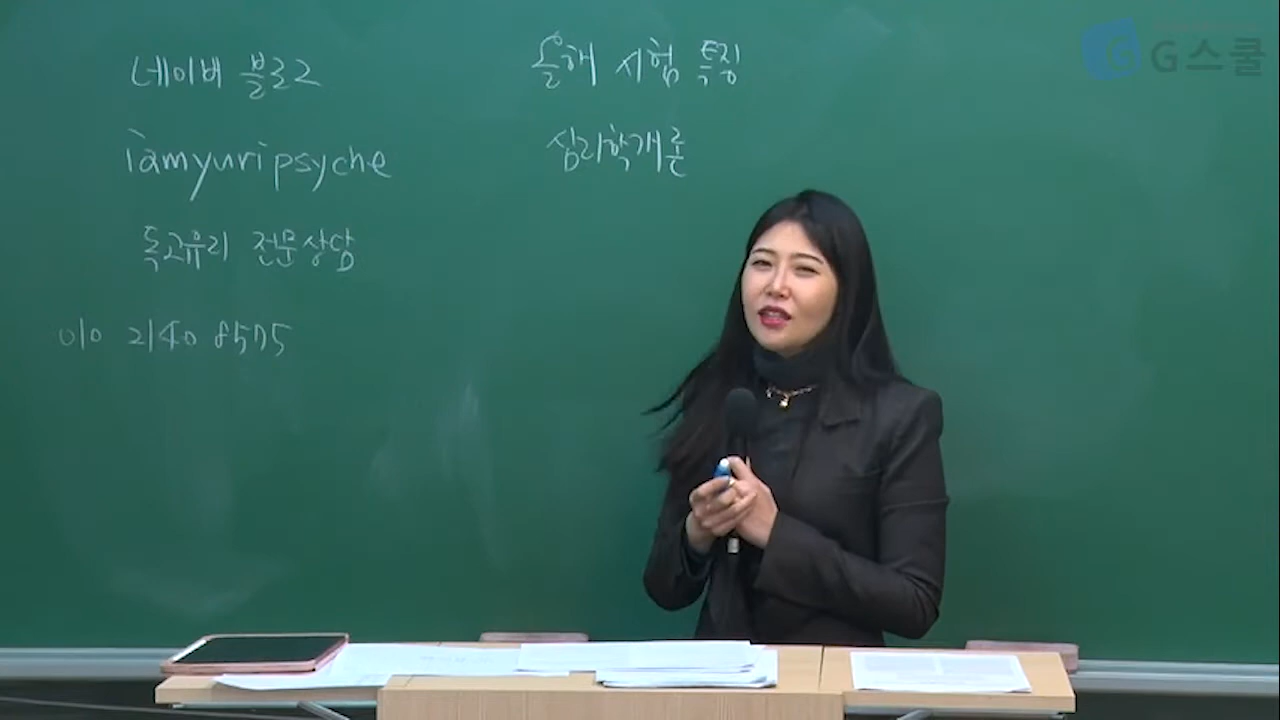 네이버 블로그
iamyuripsyche
독고유리 전문상담
010 2140 8575
올해 시험 특징
심리학개론
G스쿨